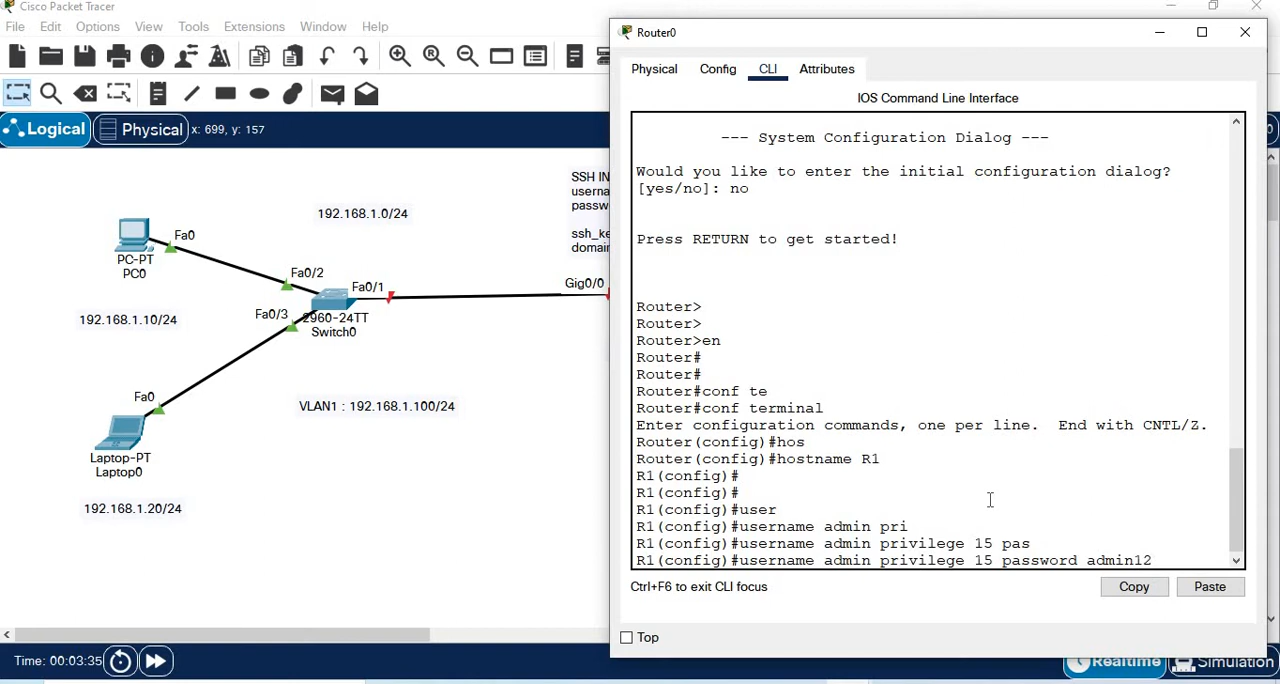 Cisco Packet Tracer
File Edit Options View Tools Extensions Window Help
Logical Physical x: 699, y: 157
192.168.1.0/24
SSH IN
userna
passw
ssh_ke
domai
Fa0
PC-PT
PC0
Fa0/2
Fa0/1
Gig0/0
192.168.1.10/24
Fa0/3
2960-24TT
Switch0
Fa0
VLAN1 : 192.168.1.100/24
Laptop-PT
Laptop0
192.168.1.20/24
Time: 00:03:35
Realtime Simulation
Router0
Physical Config CLI Attributes
IOS Command Line Interface
--- System Configuration Dialog ---
Would you like to enter the initial configuration dialog?
[yes/no]: no
Press RETURN to get started!
Router>
Router>
Router>en
Router#
Router#
Router#conf te
Router#conf terminal
Enter configuration commands, one per line. End with CNTL/Z.
Router(config)#hos
Router(config)#hostname R1
R1(config)#
R1(config)#
R1(config)#user
R1(config)#username admin pri
R1(config)#username admin privilege 15 pas
R1(config)#username admin privilege 15 password admin12
Ctrl+F6 to exit CLI focus
Copy Paste
Top